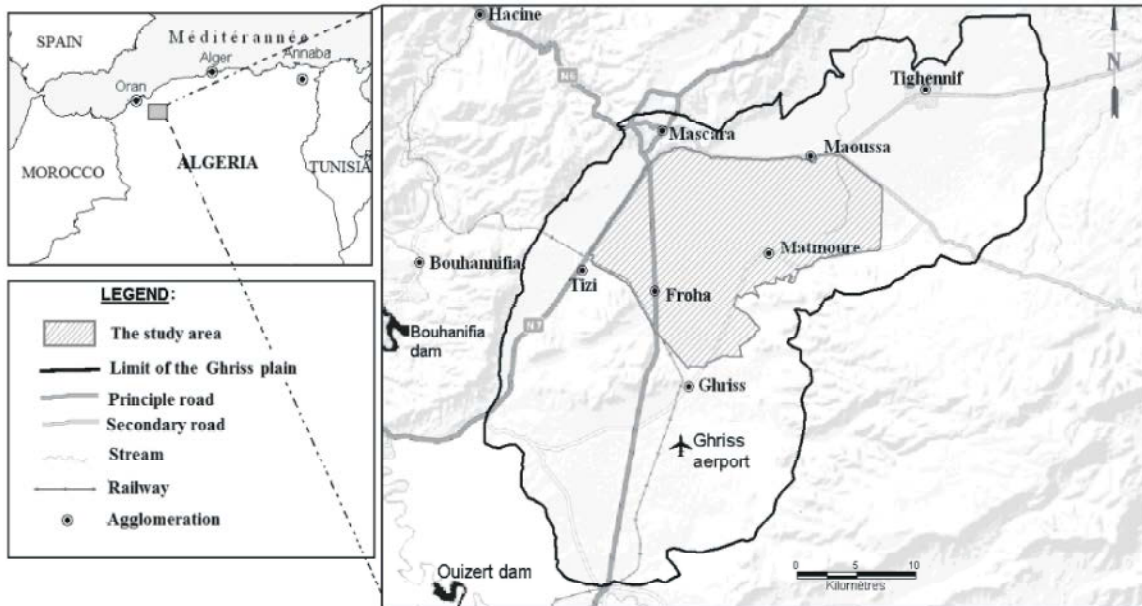 SPAIN
Méditérannée
Alger
Annaba
Oran
ALGERIA
MOROCCO
TUNISIA
LEGEND:
The study area
Limit of the Ghriss plain
Principle road
Secondary road
Stream
Railway
Agglomeration
Hacine
N6
N
Tighennif
Mascara
Maoussa
Bouhannifia
Matmoure
Tizi
Froha
N7
Bouhanifia
dam
Ghriss
Ghriss
aerport
Ouizert dam
0 5 10
Kilumètres